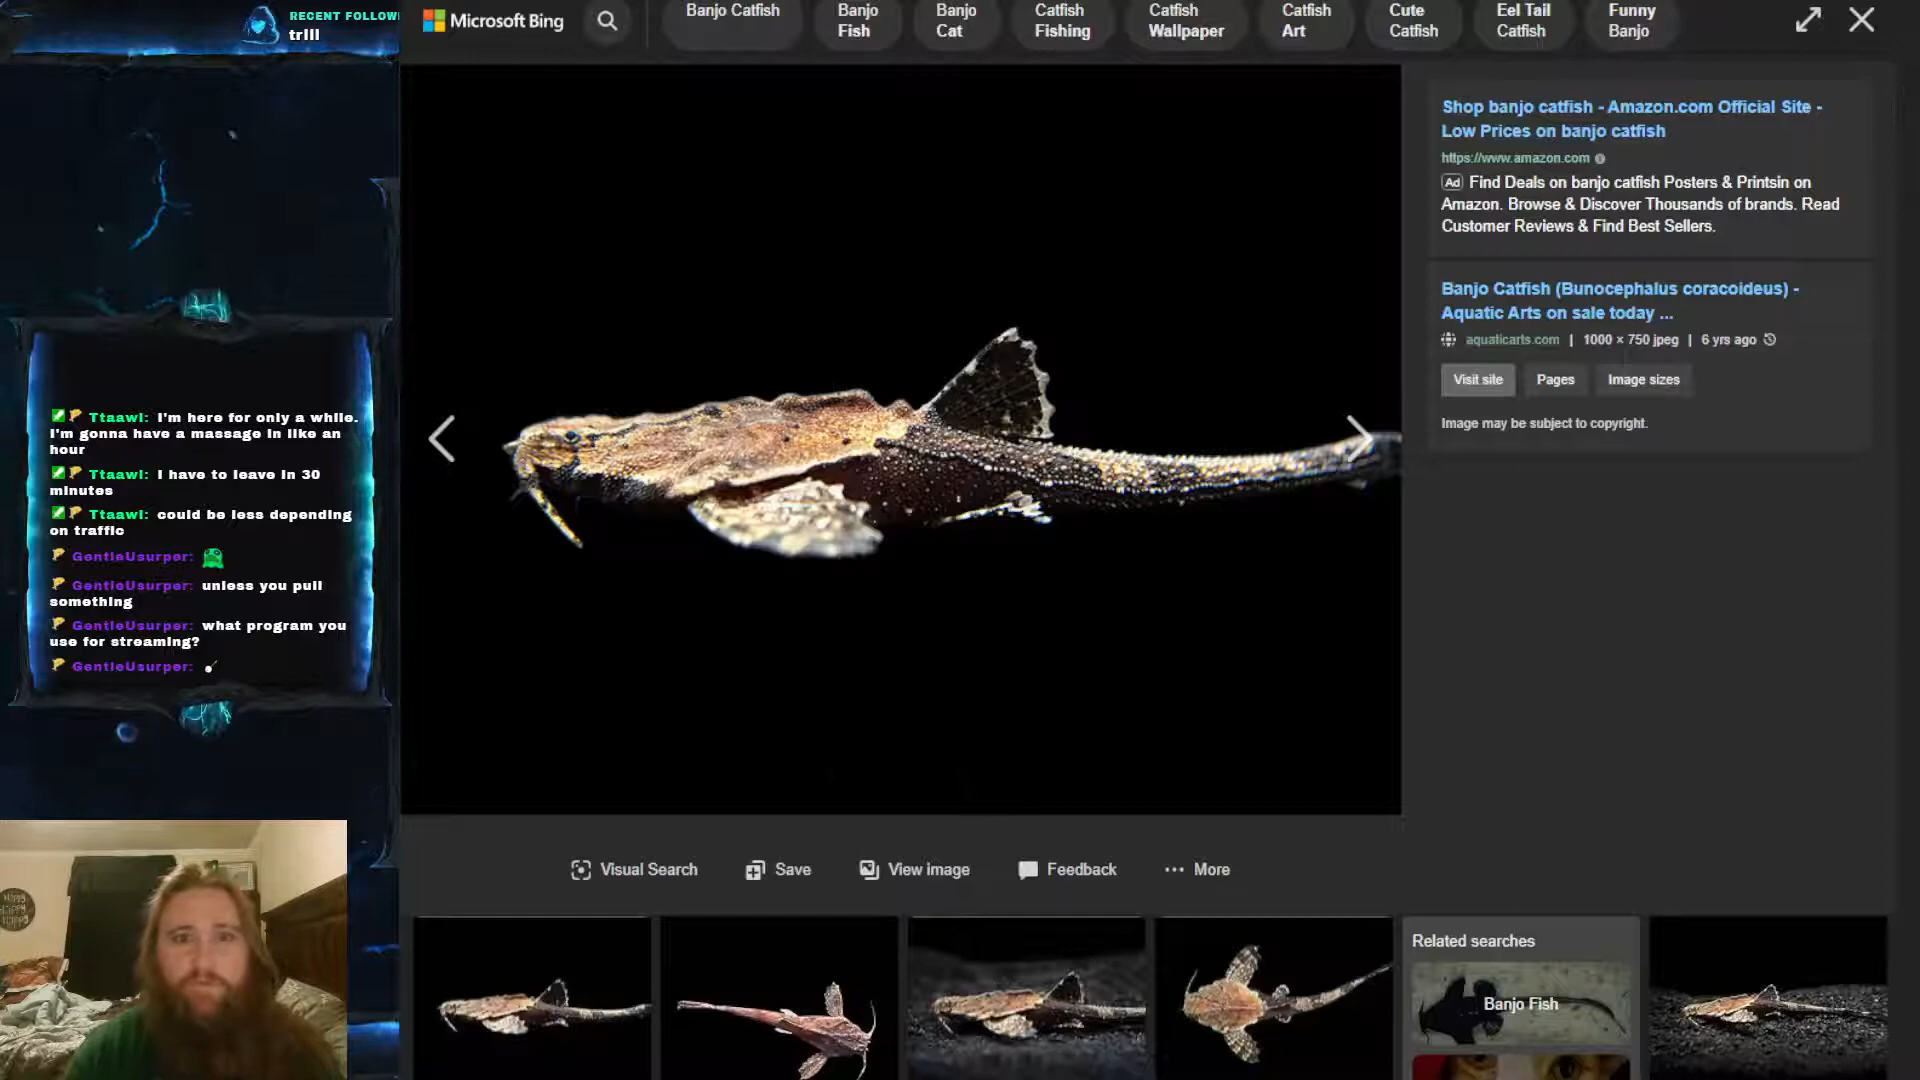 RECENT FOLLOW
trlll
Ttaawl: I'm here for only a while.
I'm gonna have a massage in like an
hour
Ttaawl: I have to leave in 30
minutes
Ttaawl: could be less depending
on traffic
GentleUsurper:
GentleUsurper: unless you pull
something
GentleUsurper: what program you
use for streaming?
GentleUsurper:
Microsoft Bing
Banjo Catfish
Banjo
Fish
Banjo
Cat
Catfish
Fishing
Catfish
Wallpaper
Catfish
Art
Cute
Catfish
Eel Tail
Catfish
Funny
Banjo
Shop banjo catfish - Amazon.com Official Site -
Low Prices on banjo catfish
https://www.amazon.com
Ad Find Deals on banjo catfish Posters & Printsin on
Amazon. Browse & Discover Thousands of brands. Read
Customer Reviews & Find Best Sellers.
Banjo Catfish (Bunocephalus coracoideus) -
Aquatic Arts on sale today ...
aquaticarts.com | 1000 × 750 jpeg | 6 yrs ago
Visit site
Pages
Image sizes
Image may be subject to copyright.
Visual Search
Save
View image
Feedback
More
Related searches
Banjo Fish